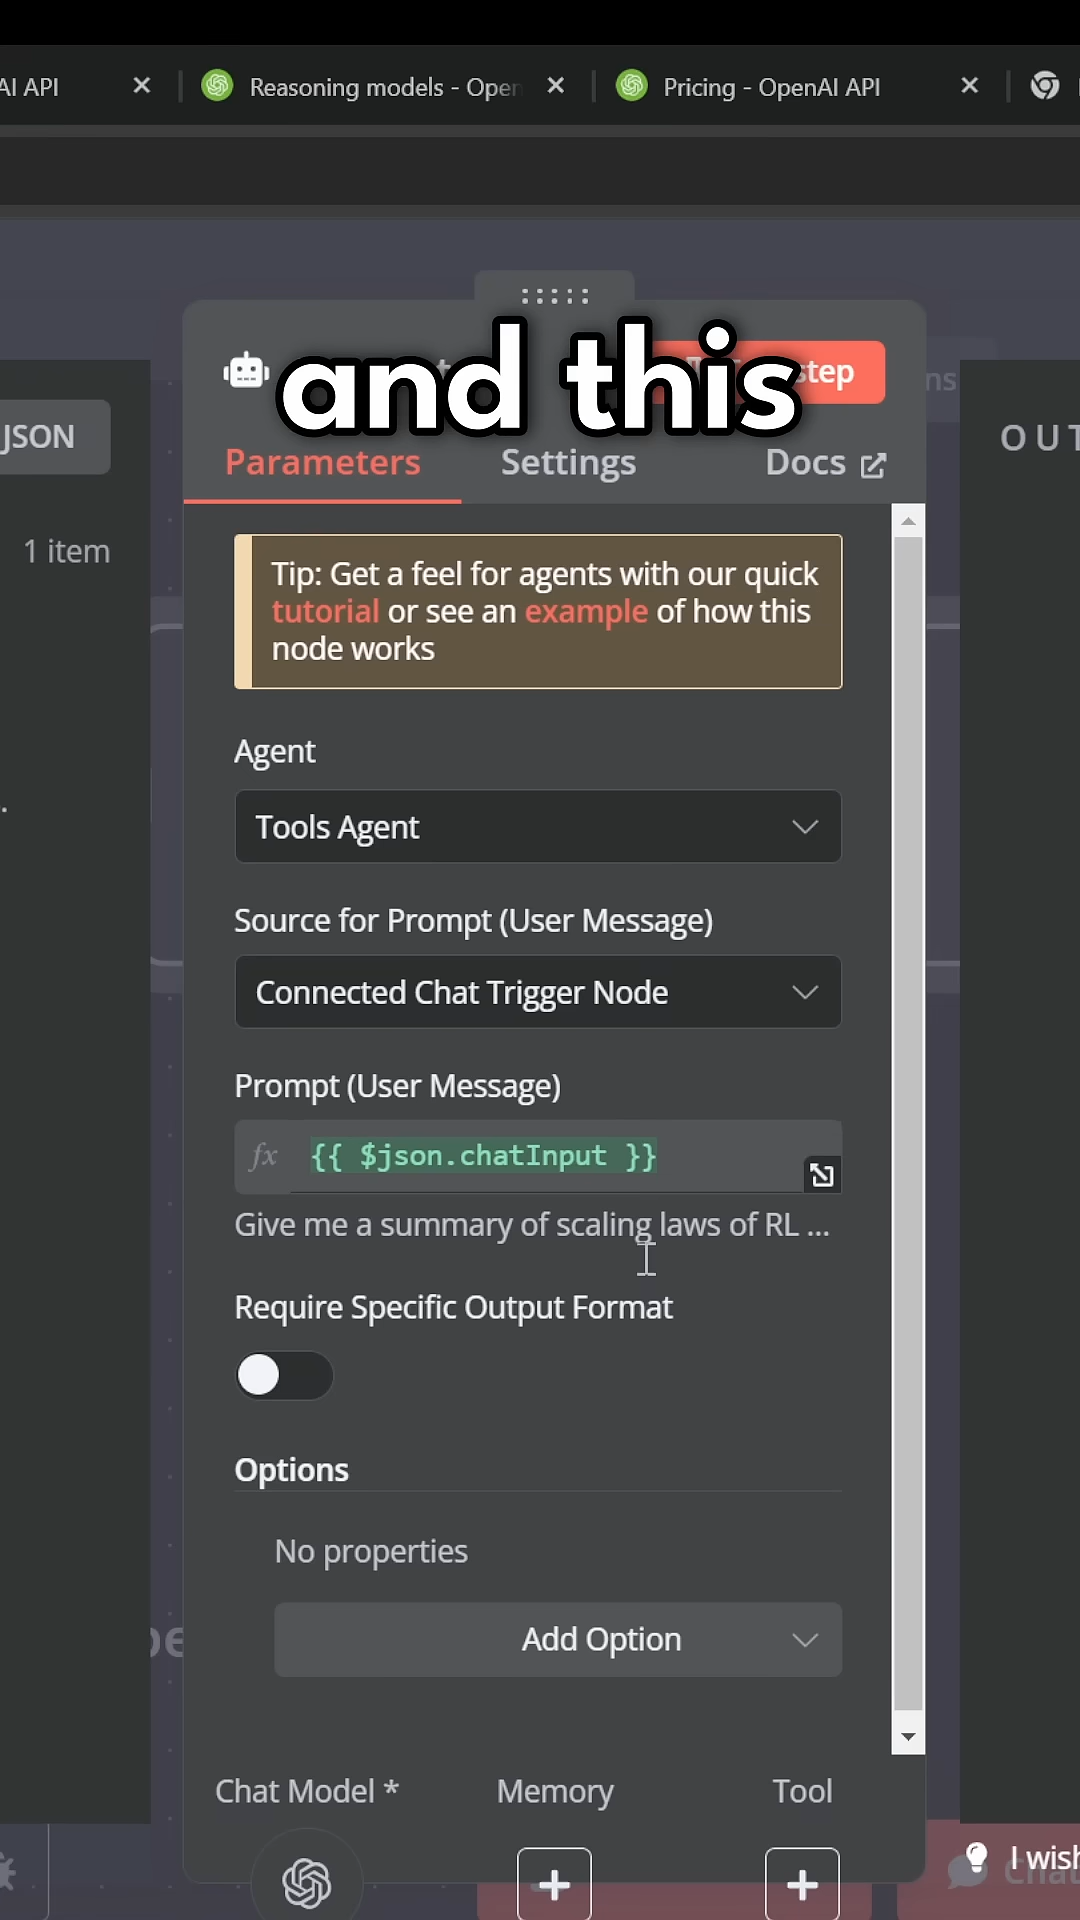 AI API
Reasoning models - Open
Pricing - OpenAI API
and this
step
JSON
Parameters
Settings
Docs
OUT
1 item
Tip: Get a feel for agents with our quick
tutorial or see an example of how this
node works
Agent
Tools Agent
Source for Prompt (User Message)
Connected Chat Trigger Node
Prompt (User Message)
fx {{ $json.chatInput }}
Give me a summary of scaling laws of RL ...
Require Specific Output Format
Options
No properties
Add Option
Chat Model *
Memory
Tool
I wish